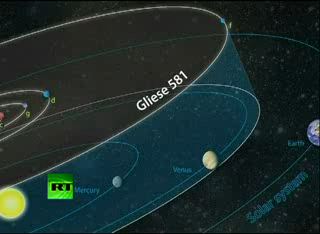 f
Gliese 581
d
g
c
Earth
Venus
RT
Mercury
Solar system